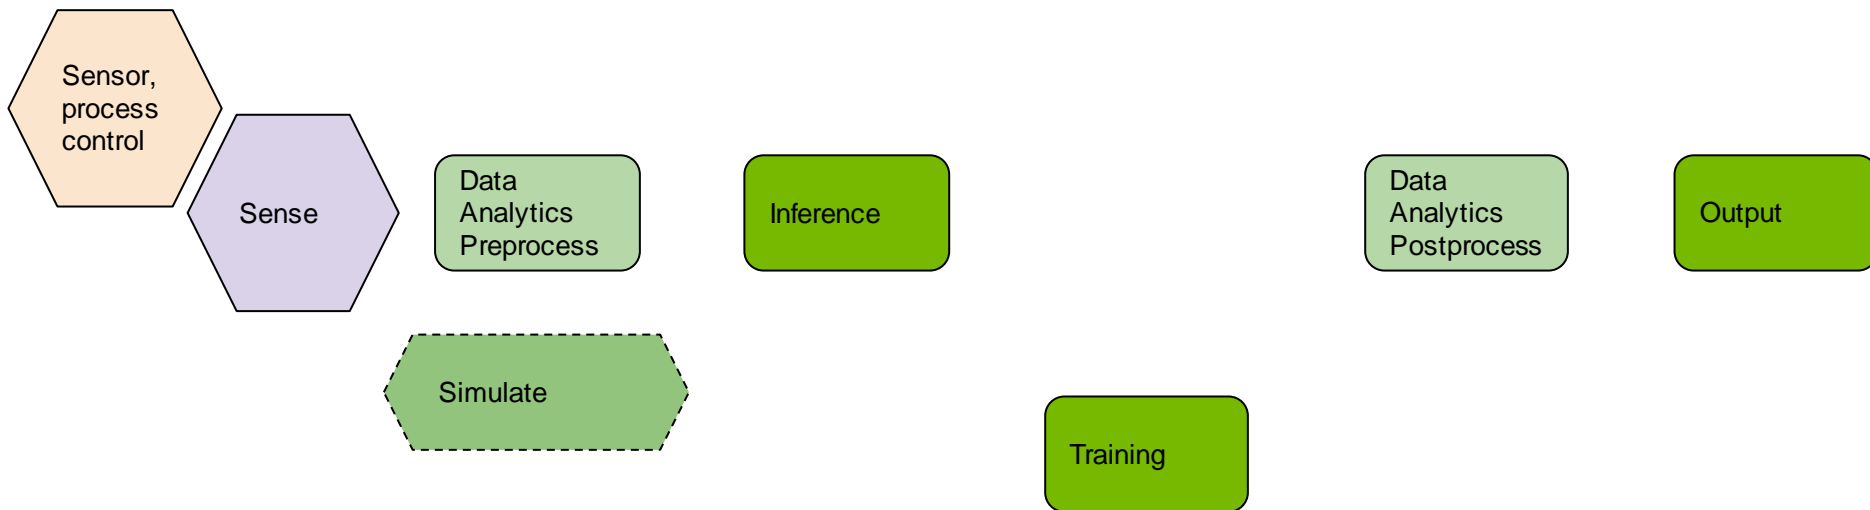 Sensor,
process
control
Sense
Data
Analytics
Preprocess
Inference
Data
Analytics
Postprocess
Output
Simulate
Training